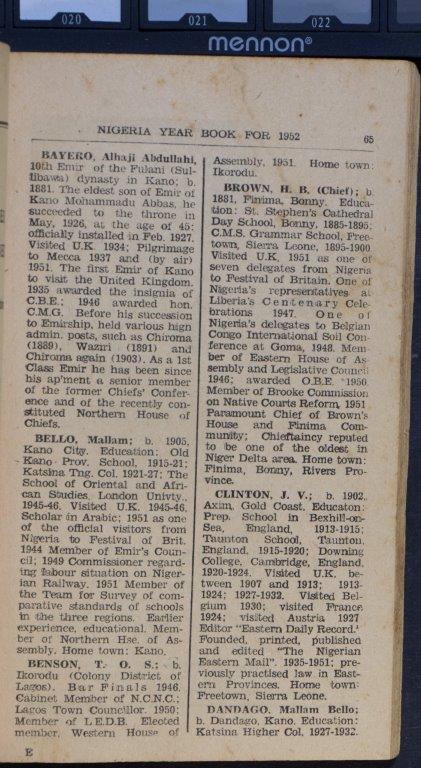 020
021
022
mennon®
NIGERIA YEAR BOOK FOR 1952
65
BAYERO, Alhaji Abdullahi,
10th Emir of the Fulani (Sul-
libawa) dynasty in Kano; b.
1881. The eldest son of Emir of
Kano Mohammadu Abbas, he
succeeded to the throne in
May, 1926, at the age of 45;
officially installed in Feb. 1927.
Visited U.K. 1934; Pilgrimage
to Mecca 1937 and (by air)
1951. The first Emir of Kano
to visit the United Kingdom.
1935 awarded the insignia of
C.B.E.; 1946 awarded hon.
C.M.G. Before his succession
to Emirship, held various high
admin. posts, such as Chiroma
(1889), Waziri (1891) and
Chiroma again (1903). As a 1st
Class Emir he has been since
his ap'ment a senior member
of the former Chiefs' Confer-
ence and of the recently con-
stituted Northern House of
Chiefs.
BELLO, Mallam; b. 1905,
Kano City. Education: Old
Kano Prov. School, 1915-21;
Katsina Tng. Col. 1921-27; The
School of Oriental and Afri-
can Studies, London Univty.,
1945-46. Visited U.K. 1945-46.
Scholar in Arabic; 1951 as one
of the official visitors from
Nigeria to Festival of Brit.
1944 Member of Emir's Coun-
cil; 1949 Commissioner regard-
ing labour situation on Niger-
ian Railway. 1951 Member of
the Team for Survey of com-
parative standards of schools
in the three regions. Earlier
experience, educational. Mem-
ber of Northern Hse. of As-
sembly. Home town: Kano.
BENSON, T. O. S.; b.
Ikorodu (Colony District of
Lagos). Bar Finals 1946.
Cabinet Member of N.C.N.C.;
Lagos Town Councillor. 1950;
Member of L.E.D.B. Elected
member, Western House of
E
Assembly, 1951. Home town:
Ikorodu.
BROWN, H. B. (Chief); b.
1881, Finima, Bonny. Educa-
tion: St. Stephen's Cathedral
Day School, Bonny, 1885-1895;
C.M.S. Grammar School, Free-
town, Sierra Leone, 1895-1900.
Visited U.K. 1951 as one of
seven delegates from Nigeria
to Festival of Britain. One of
Nigeria's representatives at
Liberia's Centenary Cele-
brations 1947. One of
Nigeria's delegates to Belgian
Congo International Soil Con-
ference at Goma, 1948. Mem-
ber of Eastern House of As-
sembly and Legislative Council
1946; awarded O.B.E. 1950.
Member of Brooke Commission
on Native Courts Reform, 1951.
Paramount Chief of Brown's
House and Finima Com-
munity; Chieftaincy reputed
to be one of the oldest in
Niger Delta area. Home town:
Finima, Bonny, Rivers Pro-
vince.
CLINTON, J. V.; b. 1902,
Axim, Gold Coast. Educaton:
Prep. School in Bexhill-on-
Sea, England, 1913-1915;
Taunton School, Taunton,
England, 1915-1920; Downing
College, Cambridge, England,
1920-1924. Visited U.K. be-
tween 1907 and 1913; 1913-
1924; 1927-1932. Visited Bel-
gium 1930; visited France
1924; visited Austria 1927
Editor "Eastern Daily Record."
Founded, printed, published
and edited "The Nigerian
Eastern Mail". 1935-1951; pre-
viously practised law in East-
ern Provinces. Home town:
Freetown, Sierra Leone.
DANDAGO, Mallam Bello;
b. Dandago, Kano. Education:
Katsina Higher Col. 1927-1932.